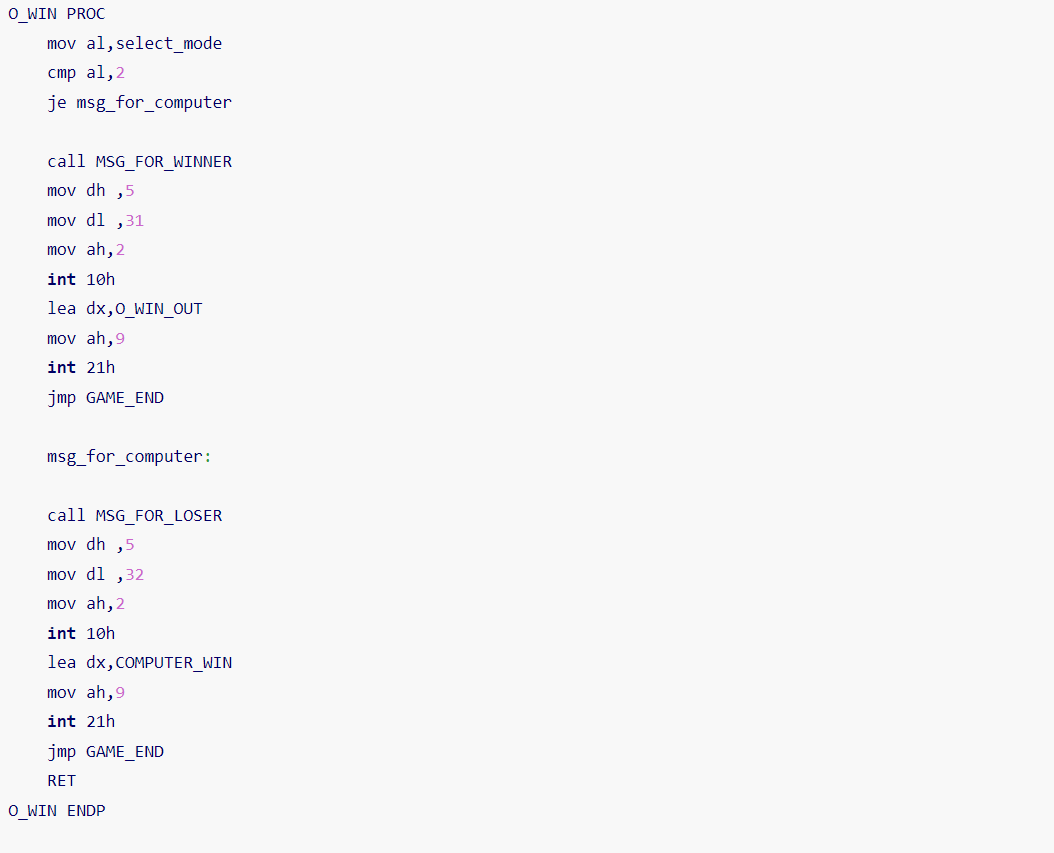 O_WIN PROC
mov al,select_mode
cmp al,2
je msg_for_computer
call MSG_FOR_WINNER
mov dh ,5
mov dl ,31
mov ah,2
int 10h
lea dx,O_WIN_OUT
mov ah,9
int 21h
jmp GAME_END
msg_for_computer:
call MSG_FOR_LOSER
mov dh ,5
mov dl ,32
mov ah,2
int 10h
lea dx,COMPUTER_WIN
mov ah,9
int 21h
jmp GAME_END
RET
O_WIN ENDP